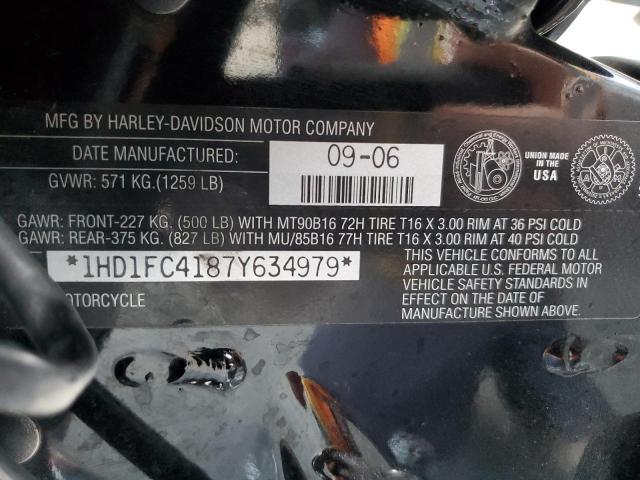 MFG BY HARLEY-DAVIDSON MOTOR COMPANY
DATE MANUFACTURED: 09-06
GVWR: 571 KG.(1259 LB)
UNION MADE IN THE USA
GAWR: FRONT-227 KG. (500 LB) WITH MT90B16 72H TIRE T16 X 3.00 RIM AT 36 PSI COLD
GAWR: REAR-375 KG. (827 LB) WITH MU/85B16 77H TIRE T16 X 3.00 RIM AT 40 PSI COLD
*1HD1FC4187Y634979*
THIS VEHICLE CONFORMS TO ALL
APPLICABLE U.S. FEDERAL MOTOR
VEHICLE SAFETY STANDARDS IN
EFFECT ON THE DATE OF
MANUFACTURE SHOWN ABOVE.
MOTORCYCLE